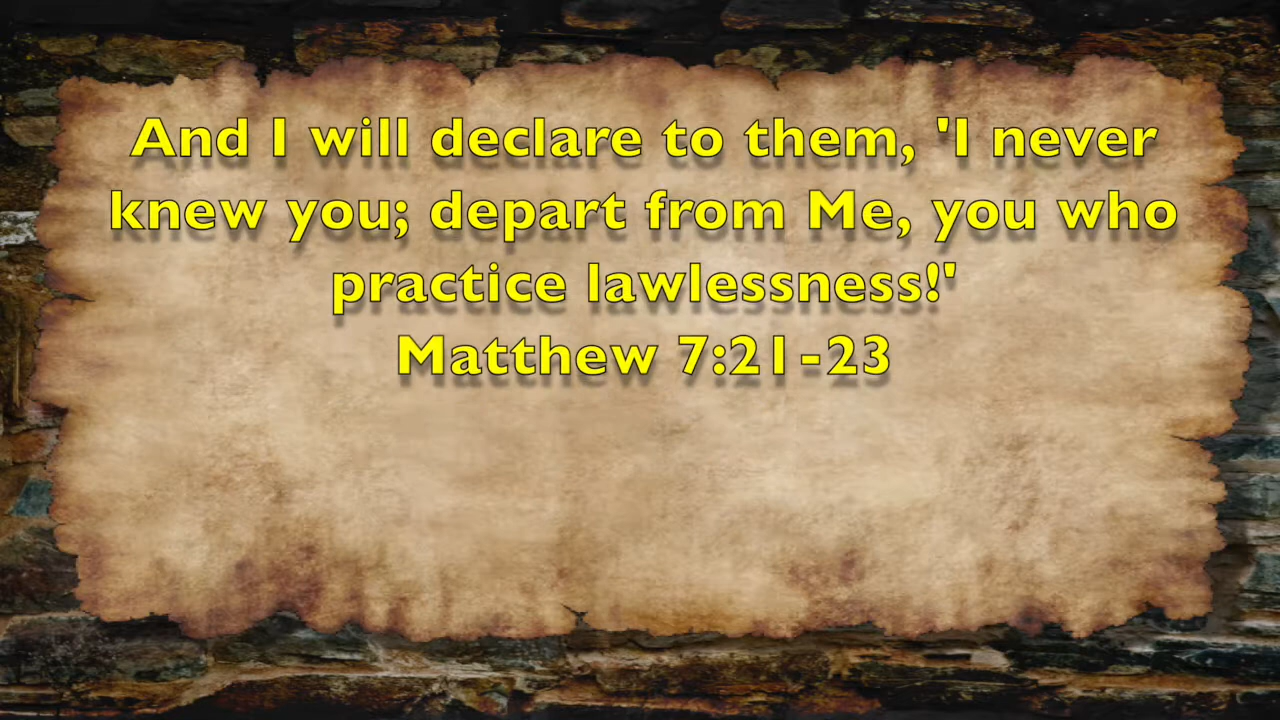 And I will declare to them, 'I never
knew you; depart from Me, you who
practice lawlessness!'
Matthew 7:21-23